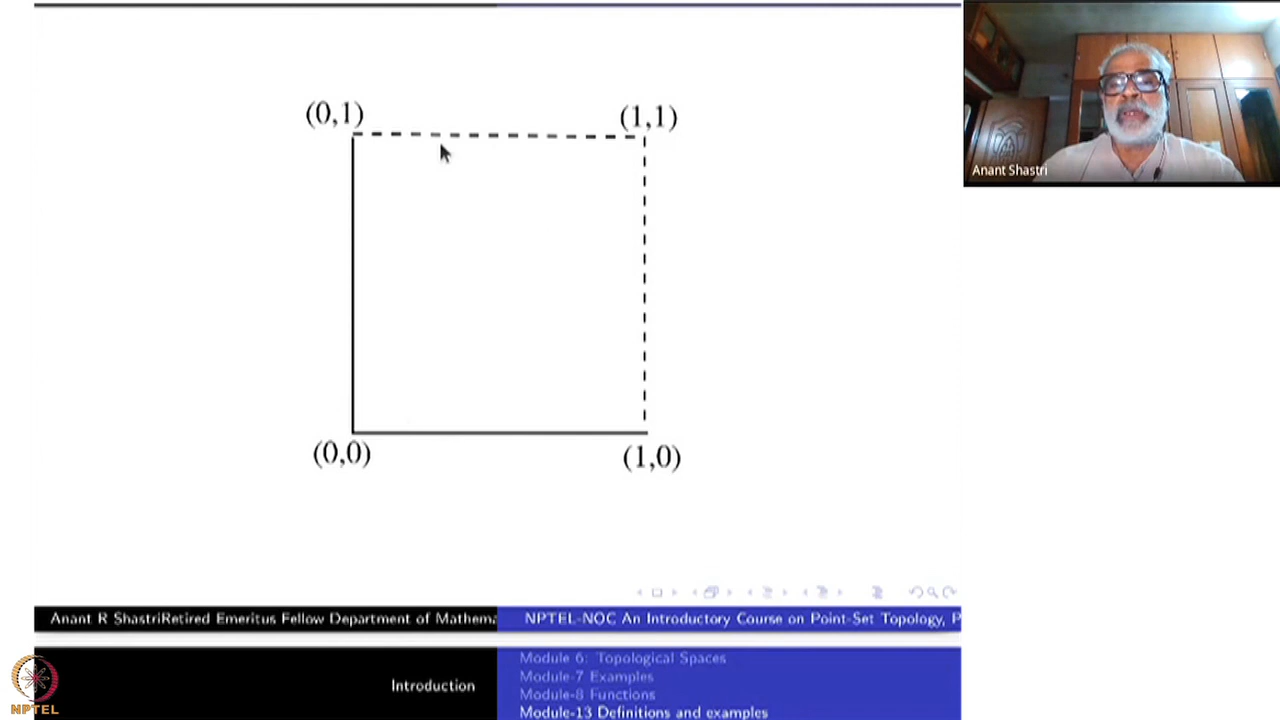 (0,1)
(1,1)
(0,0)
(1,0)
Anant Shastri
Anant R ShastriRetired Emeritus Fellow Department of Mathema
NPTEL-NOC An Introductory Course on Point-Set Topology, P
Introduction
Module 6: Topological Spaces
Module-7 Examples
Module-8 Functions
Module-13 Definitions and examples
NPTEL